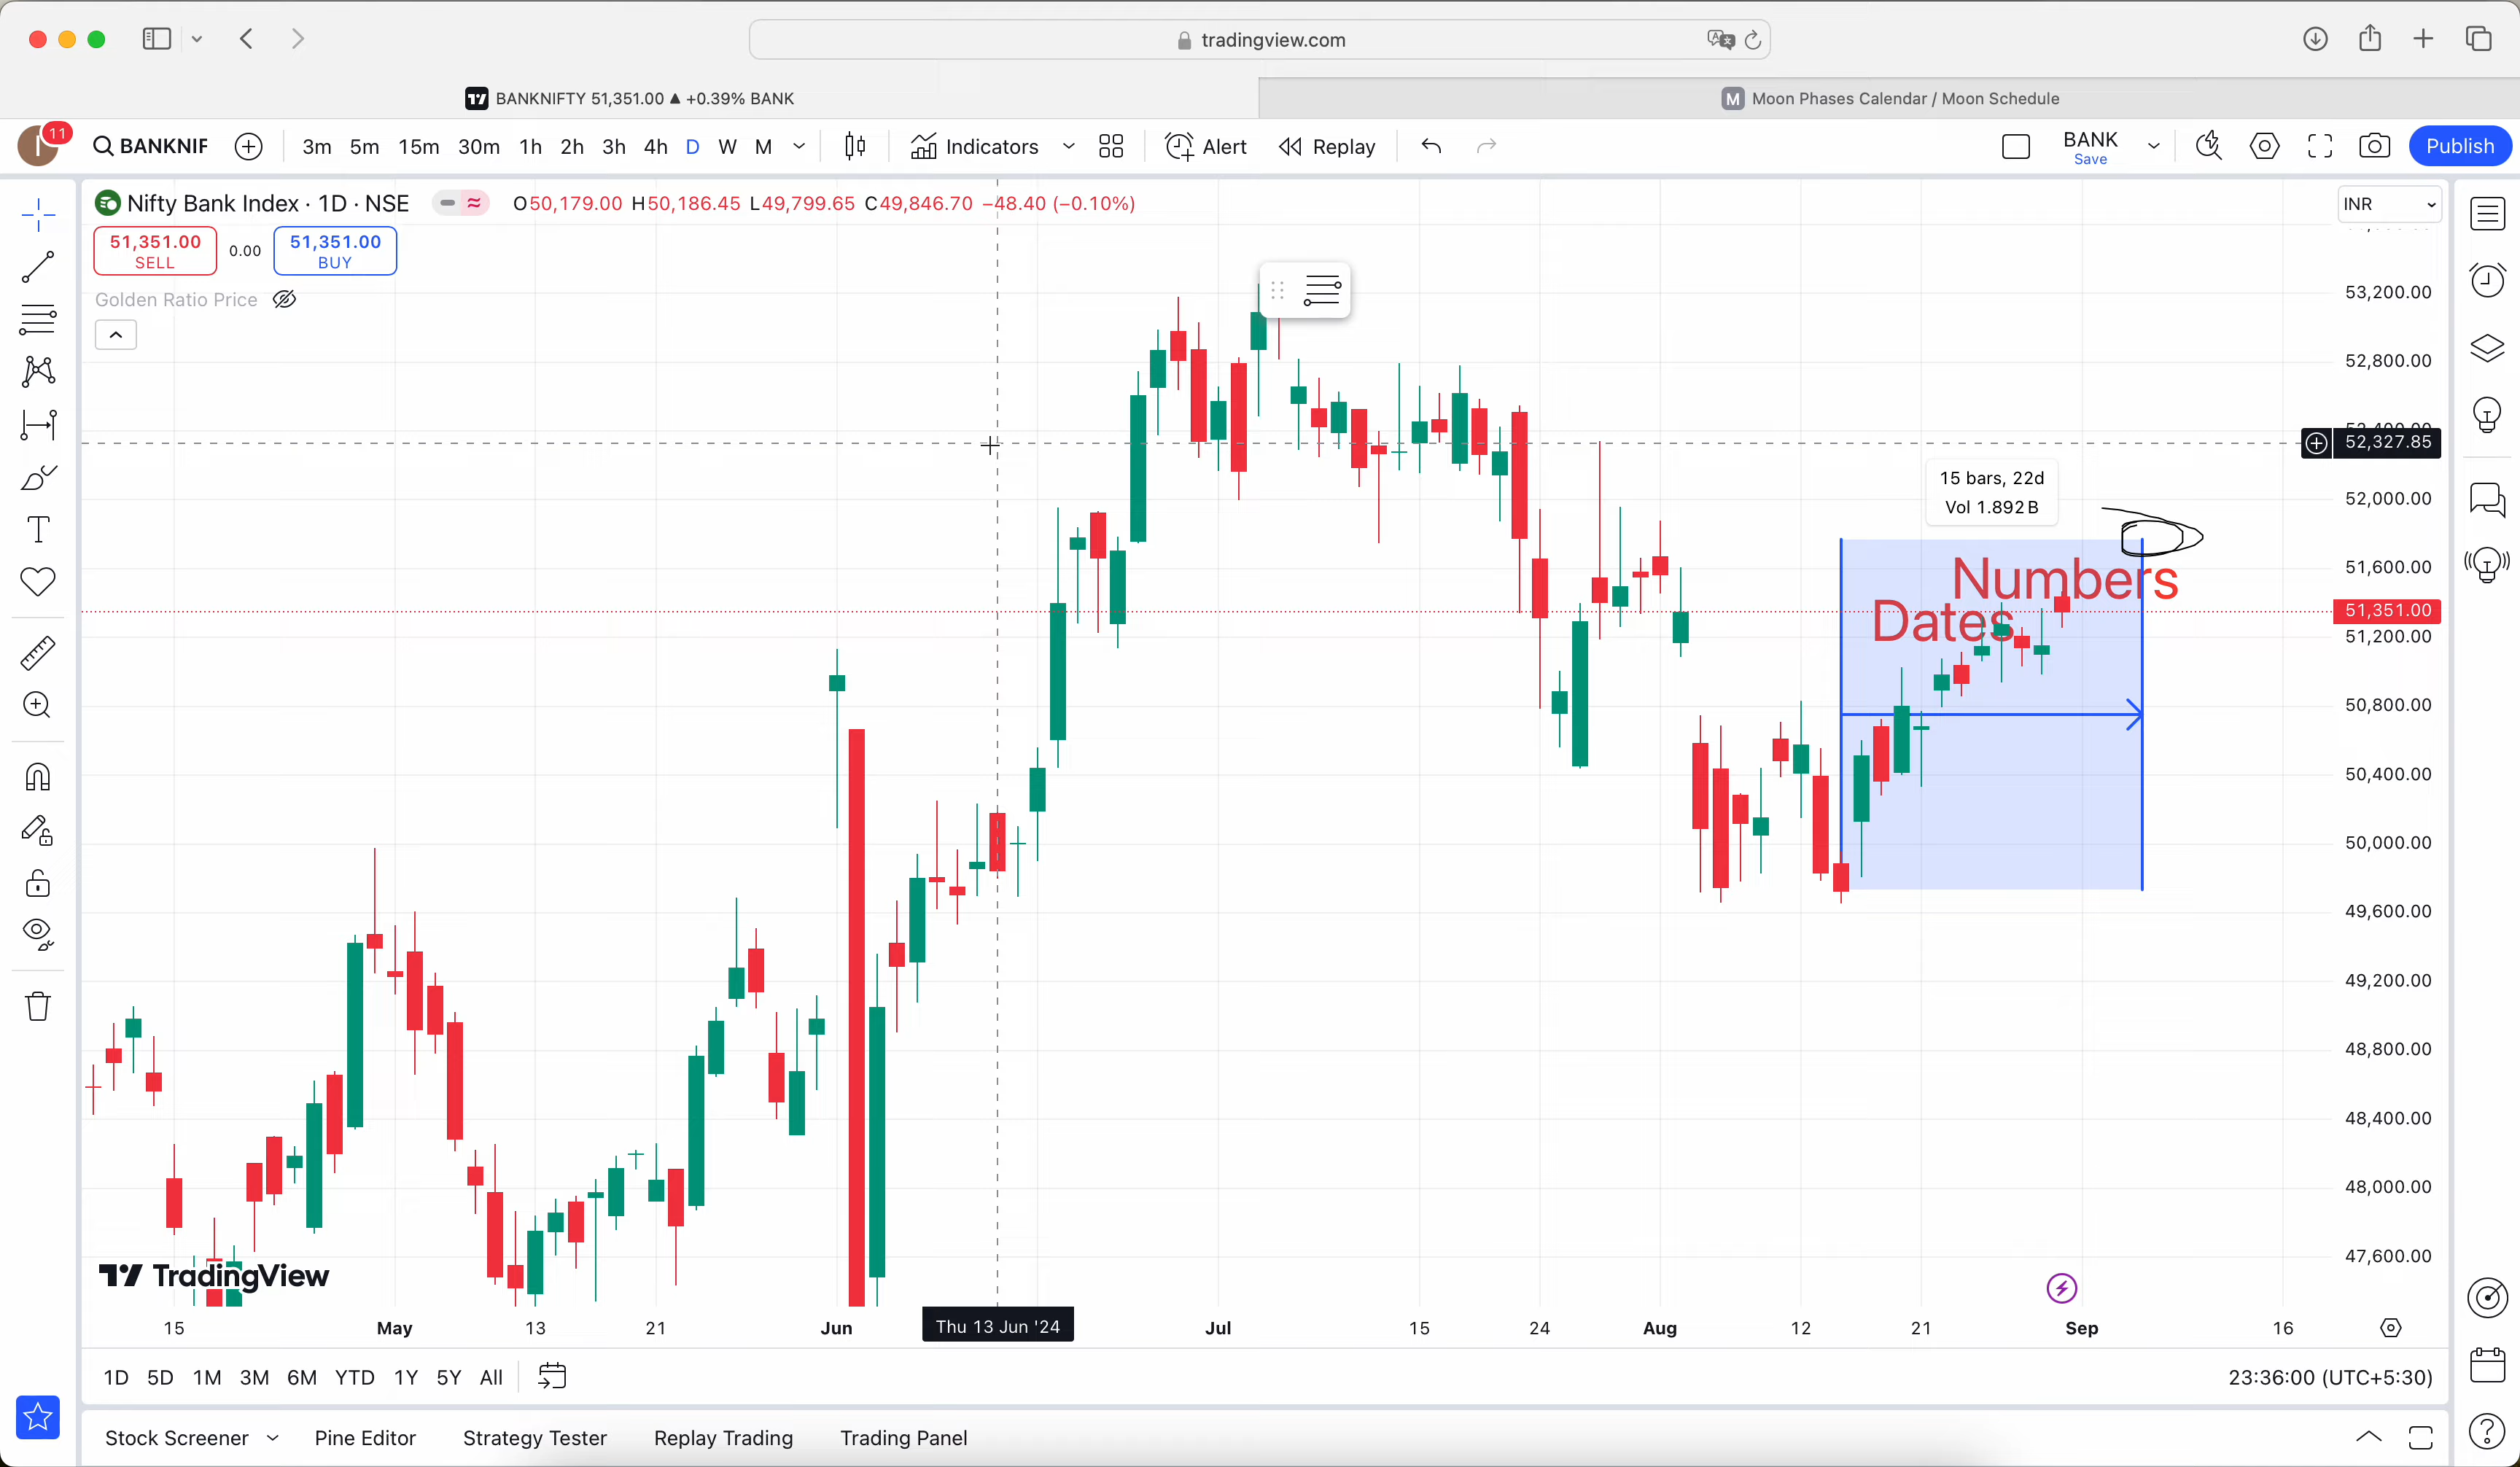 tradingview.com
BANKNIFTY 51,351.00 ▲ +0.39% BANK
M Moon Phases Calendar / Moon Schedule
11
BANKNIF 3m 5m 15m 30m 1h 2h 3h 4h D W M Indicators Alert Replay BANK Save Publish
Nifty Bank Index · 1D · NSE O50,179.00 H50,186.45 L49,799.65 C49,846.70 −48.40 (−0.10%) INR
51,351.00 SELL 0.00 51,351.00 BUY
Golden Ratio Price
53,200.00
52,800.00
52,327.85
15 bars, 22d
Vol 1.892 B
52,000.00
51,600.00
Numbers
Dates
51,351.00
51,200.00
50,800.00
50,400.00
50,000.00
49,600.00
49,200.00
48,800.00
48,400.00
48,000.00
47,600.00
TradingView
15 May 13 21 Jun Thu 13 Jun '24 Jul 15 24 Aug 12 21 Sep 16
1D 5D 1M 3M 6M YTD 1Y 5Y All 23:36:00 (UTC+5:30)
Stock Screener Pine Editor Strategy Tester Replay Trading Trading Panel